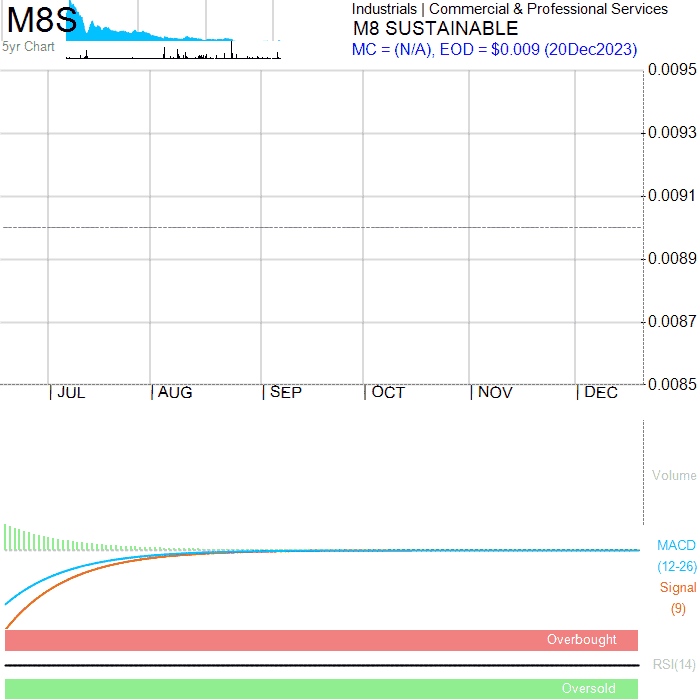 M8S
5yr Chart
Industrials | Commercial & Professional Services
M8 SUSTAINABLE
MC = (N/A), EOD = $0.009 (20Dec2023)
0.0095
0.0093
0.0091
0.0089
0.0087
0.0085
JUL AUG SEP OCT NOV DEC
Volume
MACD
(12-26)
Signal
(9)
Overbought
RSI(14)
Oversold